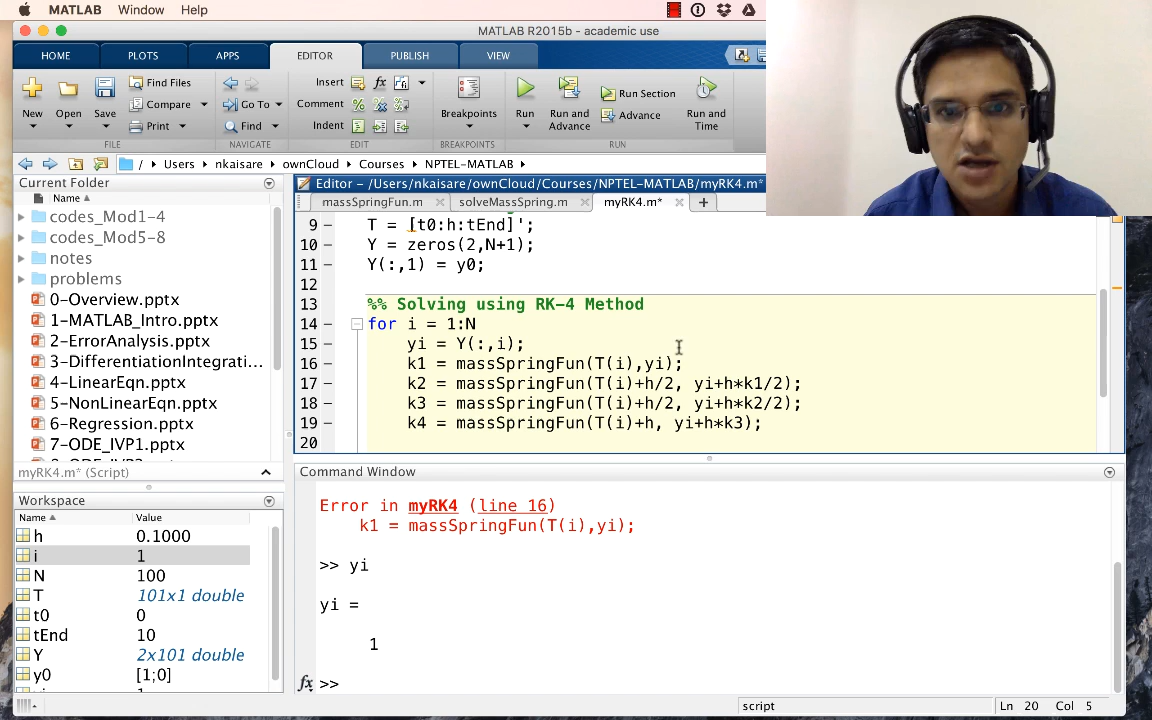 MATLAB Window Help
MATLAB R2015b - academic use
HOME PLOTS APPS EDITOR PUBLISH VIEW
New Open Save Find Files Compare Print
Go To Find
Insert fx
Comment %
Indent
Breakpoints
Run Run and Advance Run Section Advance Run and Time
FILE NAVIGATE EDIT BREAKPOINTS RUN
/ Users nkaisare ownCloud Courses NPTEL-MATLAB
Current Folder
Name
codes_Mod1-4
codes_Mod5-8
notes
problems
0-Overview.pptx
1-MATLAB_Intro.pptx
2-ErrorAnalysis.pptx
3-DifferentiationIntegrati...
4-LinearEqn.pptx
5-NonLinearEqn.pptx
6-Regression.pptx
7-ODE_IVP1.pptx
myRK4.m* (Script)
Workspace
Name Value
h 0.1000
i 1
N 100
T 101x1 double
t0 0
tEnd 10
Y 2x101 double
y0 [1;0]
Editor - /Users/nkaisare/ownCloud/Courses/NPTEL-MATLAB/myRK4.m*
massSpringFun.m solveMassSpring.m myRK4.m* +
9 - T = [t0:h:tEnd]';
10 - Y = zeros(2,N+1);
11 - Y(:,1) = y0;
12
13 %% Solving using RK-4 Method
14 - for i = 1:N
15 - yi = Y(:,i);
16 - k1 = massSpringFun(T(i),yi);
17 - k2 = massSpringFun(T(i)+h/2, yi+h*k1/2);
18 - k3 = massSpringFun(T(i)+h/2, yi+h*k2/2);
19 - k4 = massSpringFun(T(i)+h, yi+h*k3);
20
Command Window
Error in myRK4 (line 16)
k1 = massSpringFun(T(i),yi);
>> yi
yi =
1
fx >>
script Ln 20 Col 5